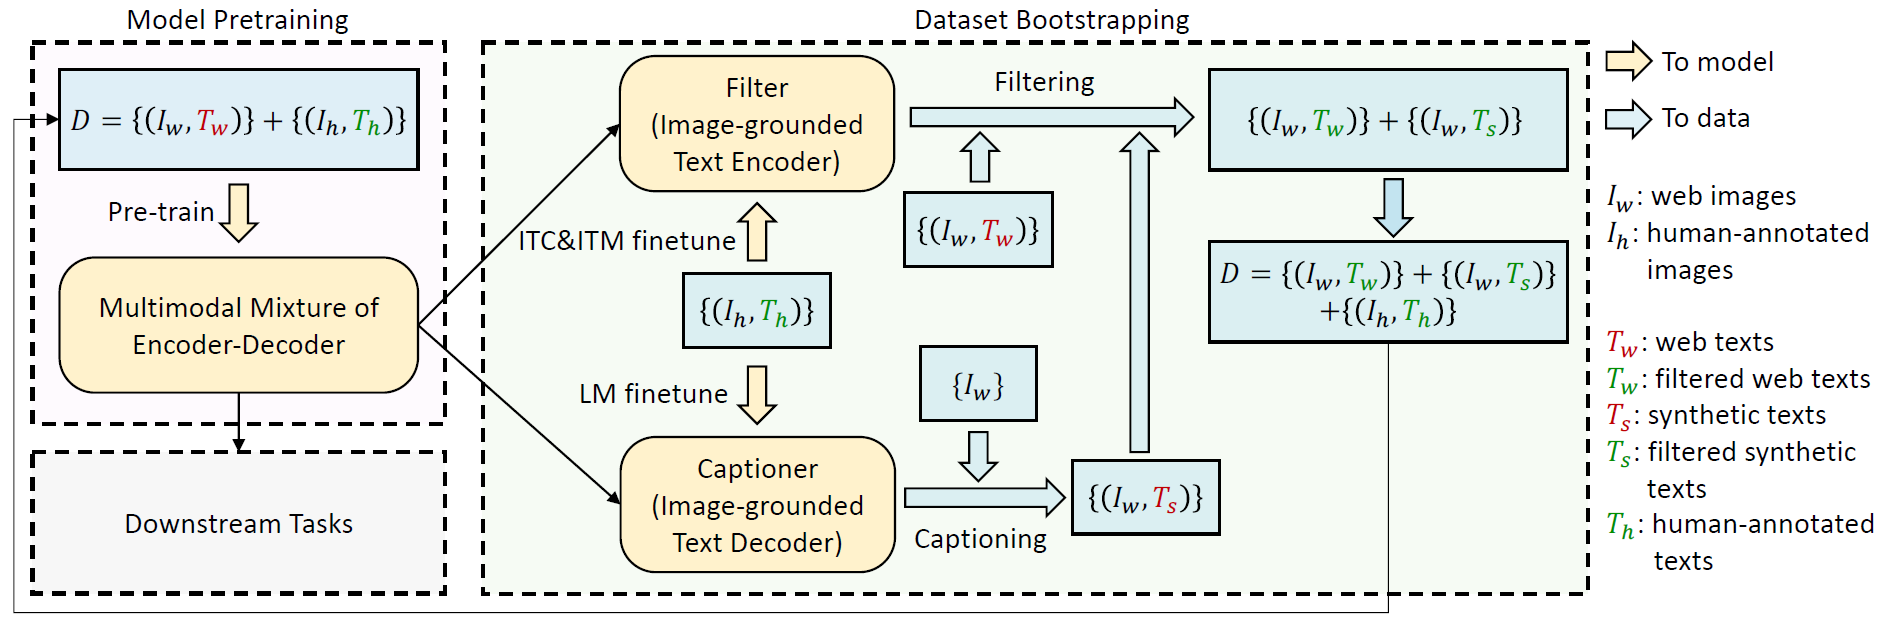 Model Pretraining
D = {(I_w, T_w)} + {(I_h, T_h)}
Pre-train
Multimodal Mixture of
Encoder-Decoder
Downstream Tasks
Dataset Bootstrapping
Filter
(Image-grounded
Text Encoder)
ITC&ITM finetune
{(I_h, T_h)}
LM finetune
Captioner
(Image-grounded
Text Decoder)
Filtering
{(I_w, T_w)}
{I_w}
Captioning
{(I_w, T_s)}
{(I_w, T_w)} + {(I_w, T_s)}
D = {(I_w, T_w)} + {(I_w, T_s)}
+{(I_h, T_h)}
To model
To data
I_w: web images
I_h: human-annotated
images
T_w: web texts
T_w: filtered web texts
T_s: synthetic texts
T_s: filtered synthetic
texts
T_h: human-annotated
texts